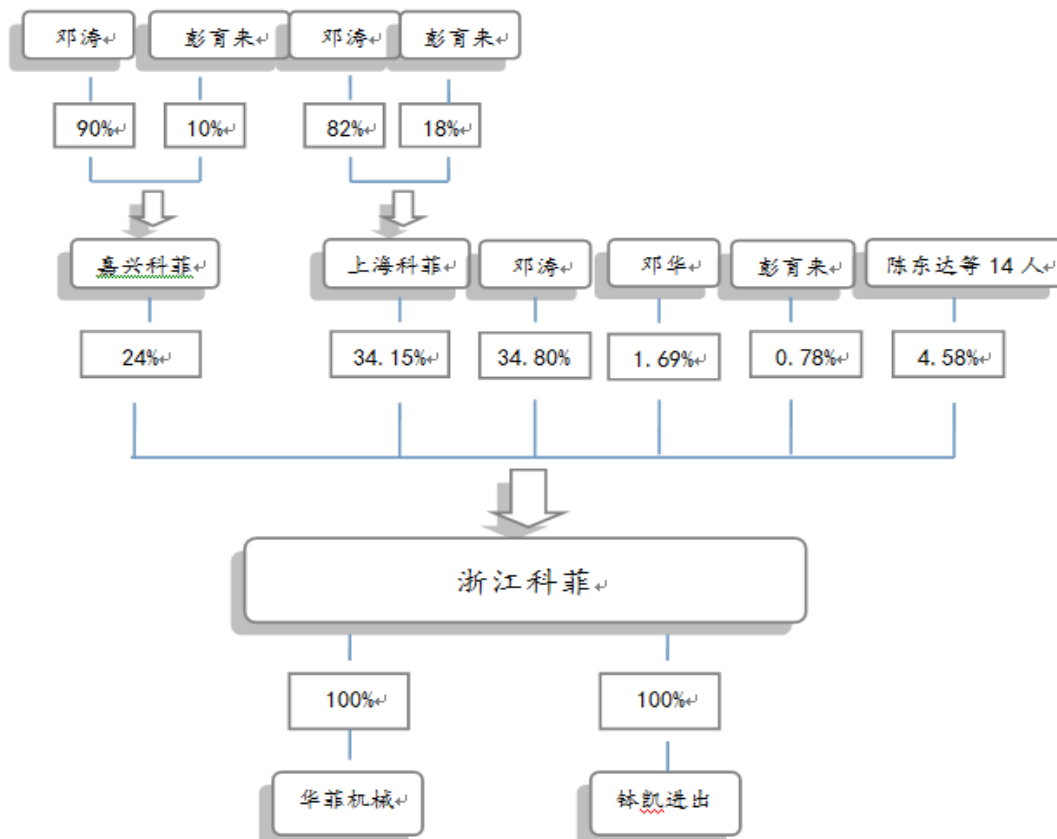 邓涛
彭育来
邓涛
彭育来
90%
10%
82%
18%
嘉兴科菲
上海科菲
邓涛
邓华
彭育来
陈东达等 14 人
24%
34.15%
34.80%
1.69%
0.78%
4.58%
浙江科菲
100%
100%
华菲机械
钵凯进出